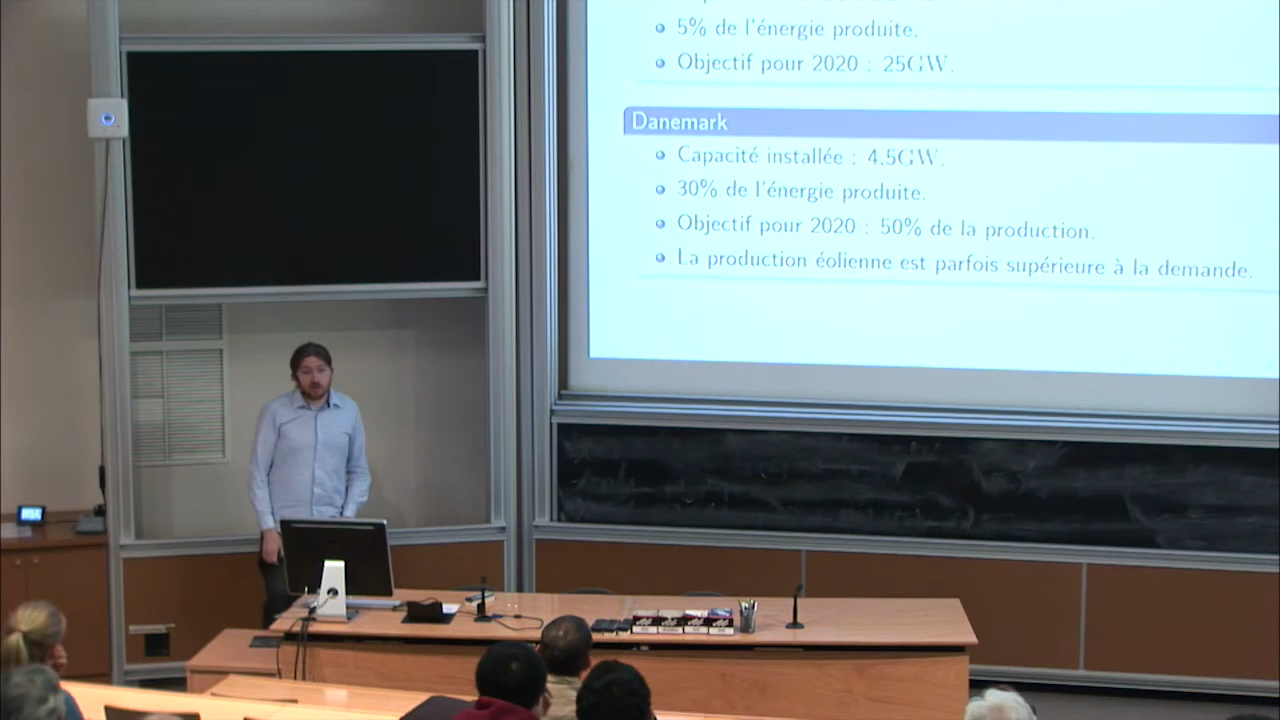 5% de l'énergie produite.
Objectif pour 2020 : 25GW.
Danemark
Capacité installée : 4.5GW.
30% de l'énergie produite.
Objectif pour 2020 : 50% de la production.
La production éolienne est parfois supérieure à la demande.